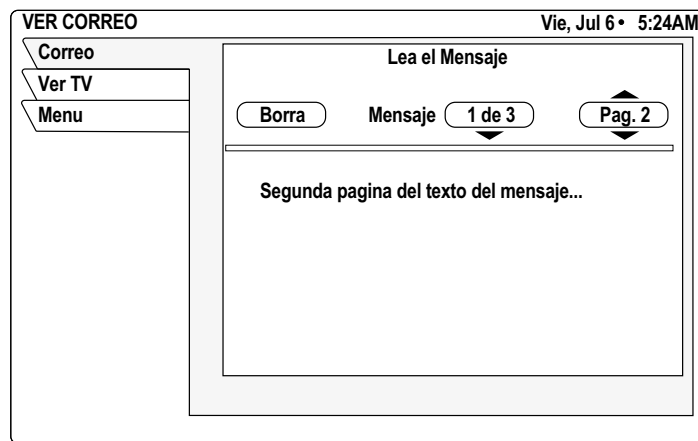 VER CORREO Vie, Jul 6 • 5:24AM
Correo
Lea el Mensaje
Ver TV
Menu
Borra Mensaje 1 de 3 Pag. 2
Segunda pagina del texto del mensaje...